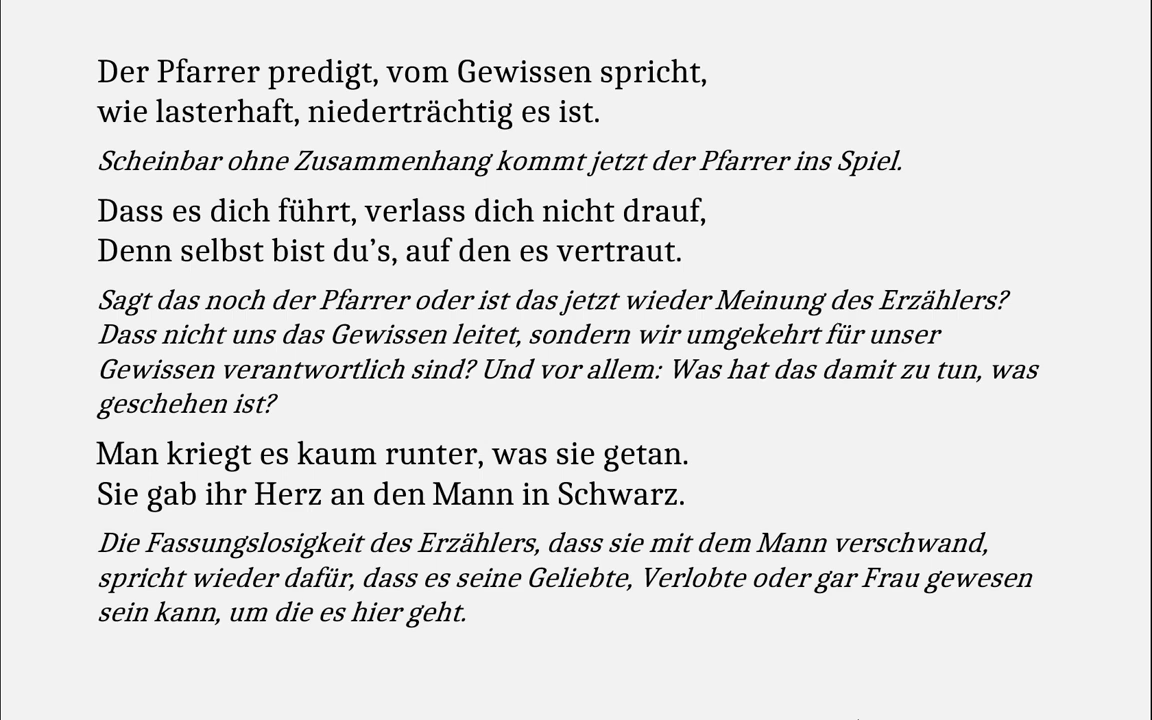 Der Pfarrer predigt, vom Gewissen spricht,
wie lasterhaft, niederträchtig es ist.
Scheinbar ohne Zusammenhang kommt jetzt der Pfarrer ins Spiel.
Dass es dich führt, verlass dich nicht drauf,
Denn selbst bist du’s, auf den es vertraut.
Sagt das noch der Pfarrer oder ist das jetzt wieder Meinung des Erzählers?
Dass nicht uns das Gewissen leitet, sondern wir umgekehrt für unser
Gewissen verantwortlich sind? Und vor allem: Was hat das damit zu tun, was
geschehen ist?
Man kriegt es kaum runter, was sie getan.
Sie gab ihr Herz an den Mann in Schwarz.
Die Fassungslosigkeit des Erzählers, dass sie mit dem Mann verschwand,
spricht wieder dafür, dass es seine Geliebte, Verlobte oder gar Frau gewesen
sein kann, um die es hier geht.